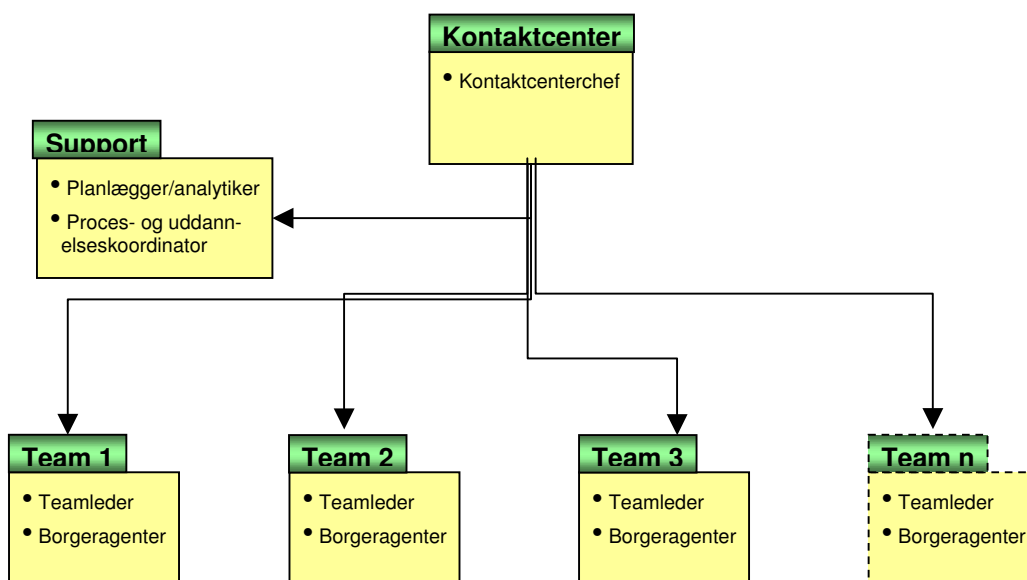 Kontaktcenter
• Kontaktcenterchef
Support
• Planlægger/analytiker
• Proces- og uddann-
elseskoordinator
Team 1
• Teamleder
• Borgeragenter
Team 2
• Teamleder
• Borgeragenter
Team 3
• Teamleder
• Borgeragenter
Team n
• Teamleder
• Borgeragenter